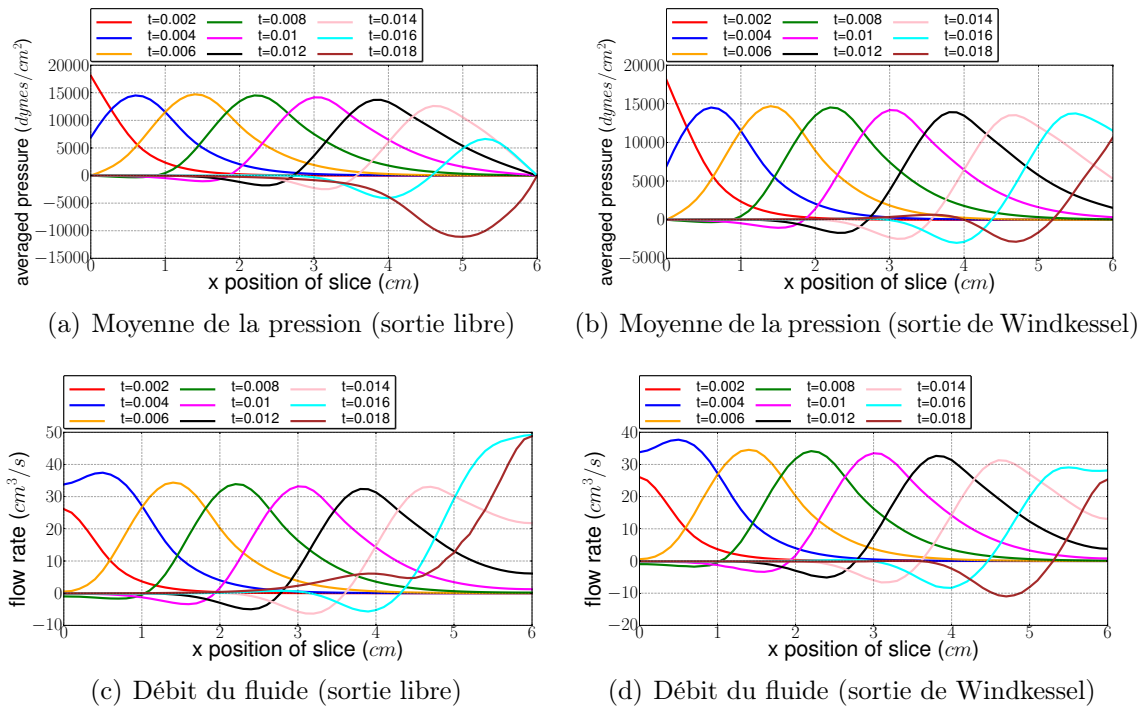 t=0.002 t=0.008 t=0.014
t=0.004 t=0.01 t=0.016
t=0.006 t=0.012 t=0.018
averaged pressure (dynes/cm²)
20000
15000
10000
5000
0
−5000
−10000
−15000
0 1 2 3 4 5 6
x position of slice (cm)
(a) Moyenne de la pression (sortie libre)
t=0.002 t=0.008 t=0.014
t=0.004 t=0.01 t=0.016
t=0.006 t=0.012 t=0.018
averaged pressure (dynes/cm²)
20000
15000
10000
5000
0
−5000
0 1 2 3 4 5 6
x position of slice (cm)
(b) Moyenne de la pression (sortie de Windkessel)
t=0.002 t=0.008 t=0.014
t=0.004 t=0.01 t=0.016
t=0.006 t=0.012 t=0.018
flow rate (cm³/s)
50
40
30
20
10
0
−10
0 1 2 3 4 5 6
x position of slice (cm)
(c) Débit du fluide (sortie libre)
t=0.002 t=0.008 t=0.014
t=0.004 t=0.01 t=0.016
t=0.006 t=0.012 t=0.018
flow rate (cm³/s)
40
30
20
10
0
−10
−20
0 1 2 3 4 5 6
x position of slice (cm)
(d) Débit du fluide (sortie de Windkessel)